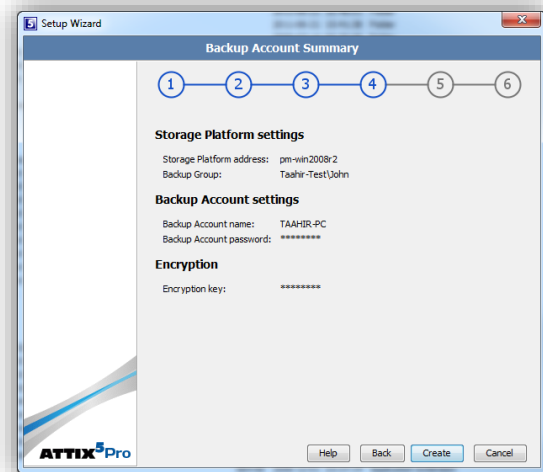 5 Setup Wizard
Backup Account Summary
1 2 3 4 5 6
Storage Platform settings
Storage Platform address: pm-win2008r2
Backup Group: Taahir-Test\John
Backup Account settings
Backup Account name: TAAHIR-PC
Backup Account password: ********
Encryption
Encryption key: ********
ATTIX5Pro
Help Back Create Cancel